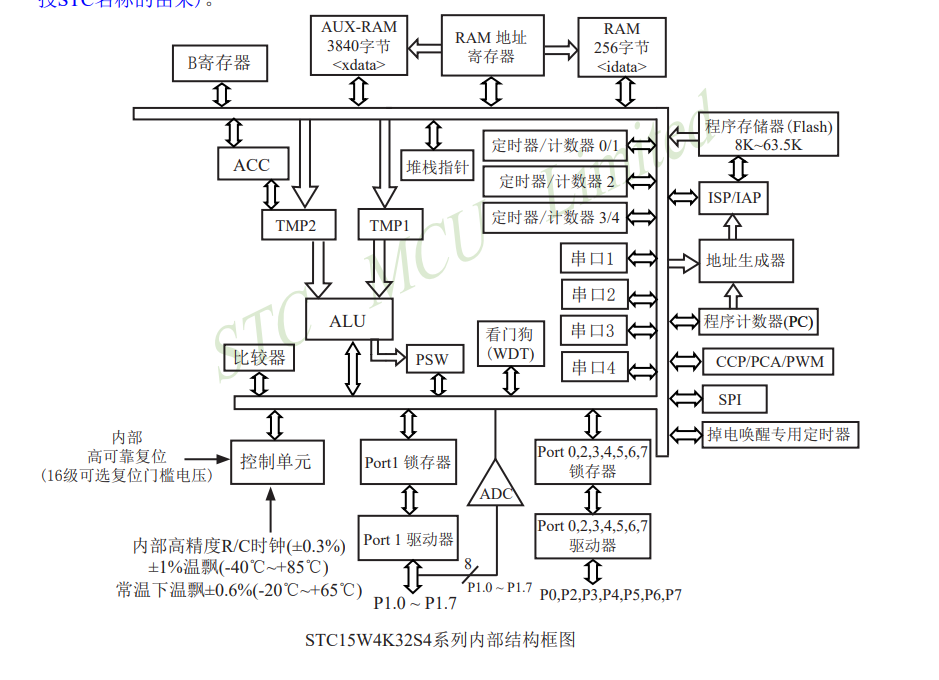 投STC名称的由来）。
AUX-RAM
3840字节
<xdata>
RAM 地址
寄存器
RAM
256字节
<idata>
B寄存器
程序存储器(Flash)
8K~63.5K
定时器/计数器 0/1
ACC
堆栈指针
定时器/计数器 2
ISP/IAP
TMP2
TMP1
定时器/计数器 3/4
串口1
地址生成器
串口2
ALU
程序计数器(PC)
串口3
看门狗
(WDT)
比较器
PSW
串口4
CCP/PCA/PWM
SPI
掉电唤醒专用定时器
内部
高可靠复位
(16级可选复位门槛电压)
控制单元
Port1 锁存器
ADC
Port 0,2,3,4,5,6,7
锁存器
Port 1 驱动器
Port 0,2,3,4,5,6,7
驱动器
内部高精度R/C时钟(±0.3%)
±1%温飘(-40℃~+85℃)
常温下温飘±0.6%(-20℃~+65℃)
8
P1.0 ~ P1.7
P1.0 ~ P1.7
P0,P2,P3,P4,P5,P6,P7
STC MCU Limited
STC15W4K32S4系列内部结构框图